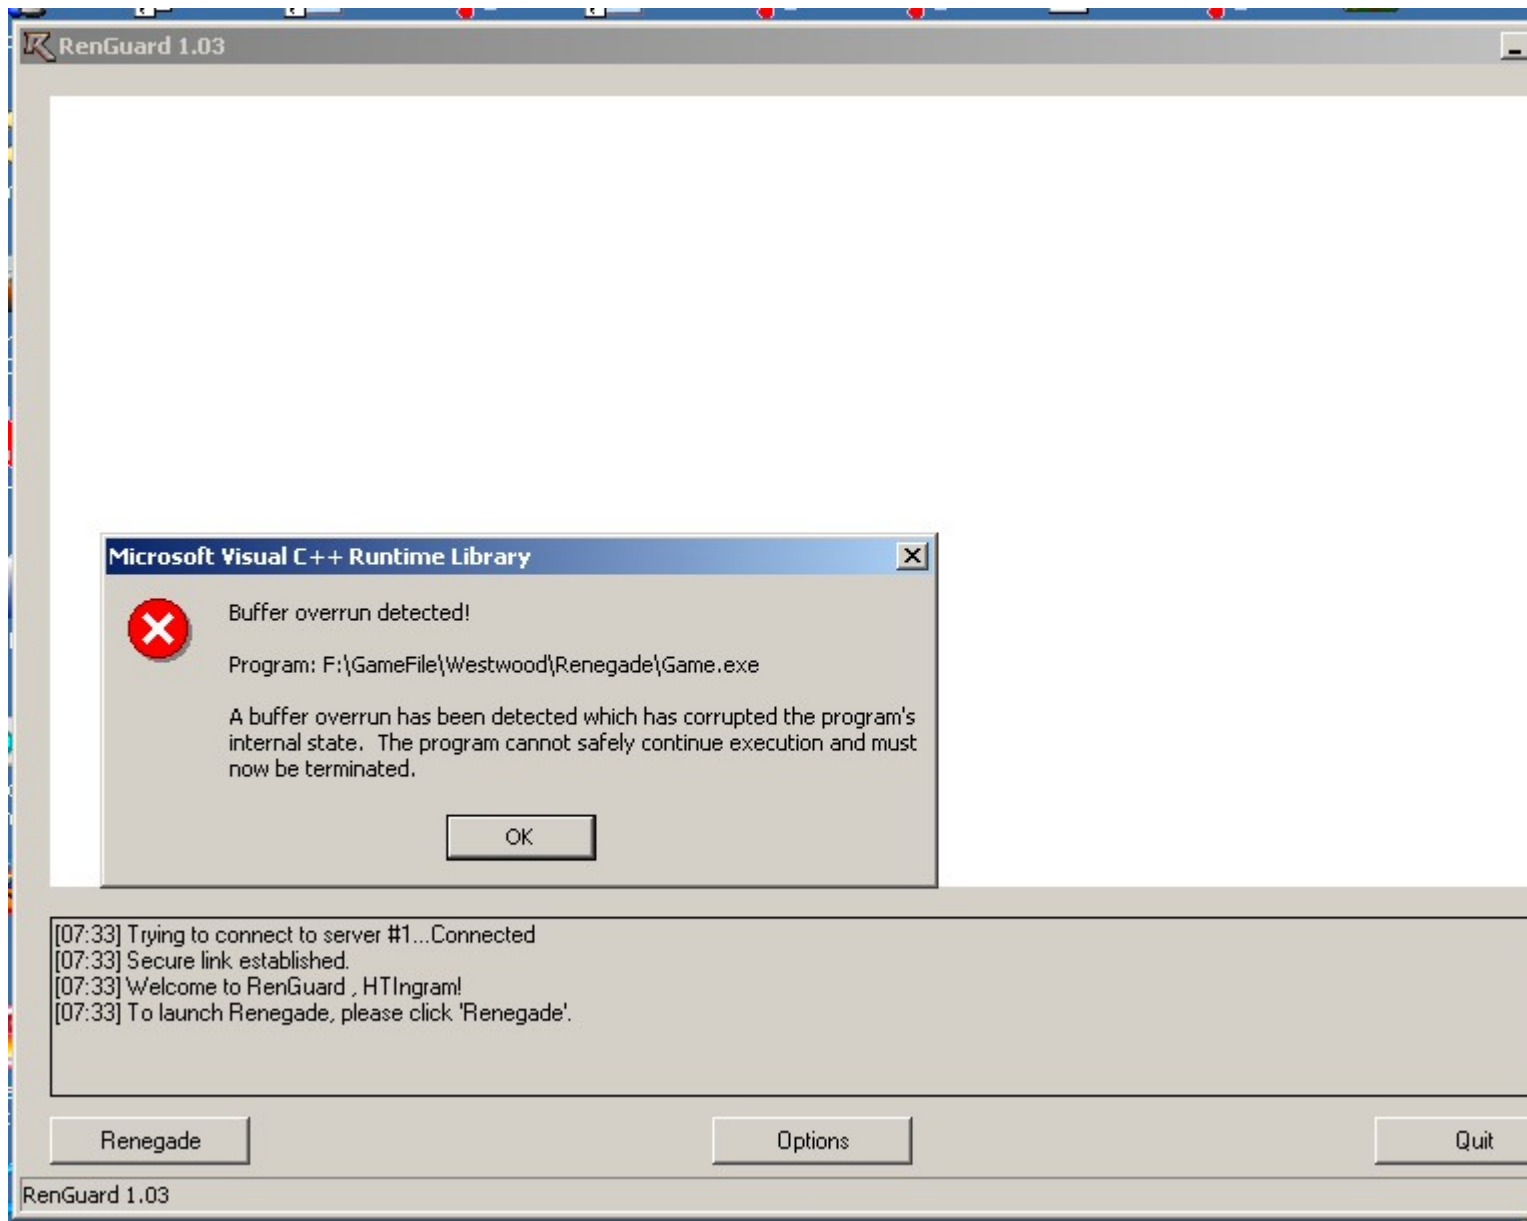 RenGuard 1.03
Microsoft Visual C++ Runtime Library
Buffer overrun detected!
Program: F:\GameFile\Westwood\Renegade\Game.exe
A buffer overrun has been detected which has corrupted the program's
internal state.  The program cannot safely continue execution and must
now be terminated.
OK
[07:33] Trying to connect to server #1...Connected
[07:33] Secure link established.
[07:33] Welcome to RenGuard , HTIngram!
[07:33] To launch Renegade, please click 'Renegade'.
Renegade
Options
Quit
RenGuard 1.03